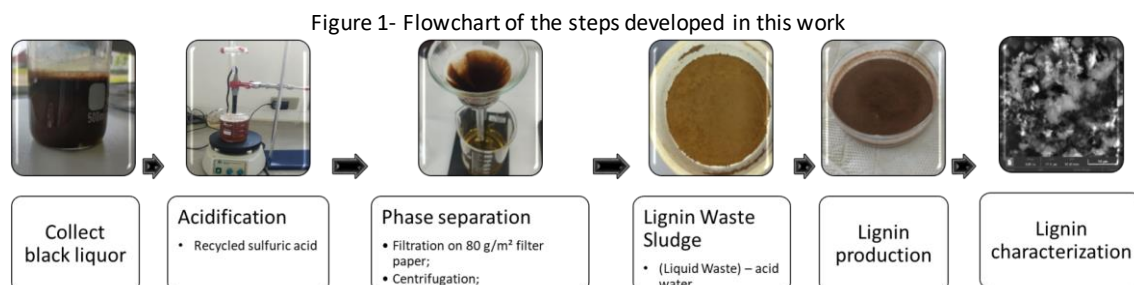 Figure 1- Flowchart of the steps developed in this work
Collect
black liquor
Acidification
• Recycled sulfuric acid
Phase separation
• Filtration on 80 g/m² filter
paper;
• Centrifugation;
Lignin Waste
Sludge
• (Liquid Waste) – acid
water
Lignin
production
Lignin
characterization